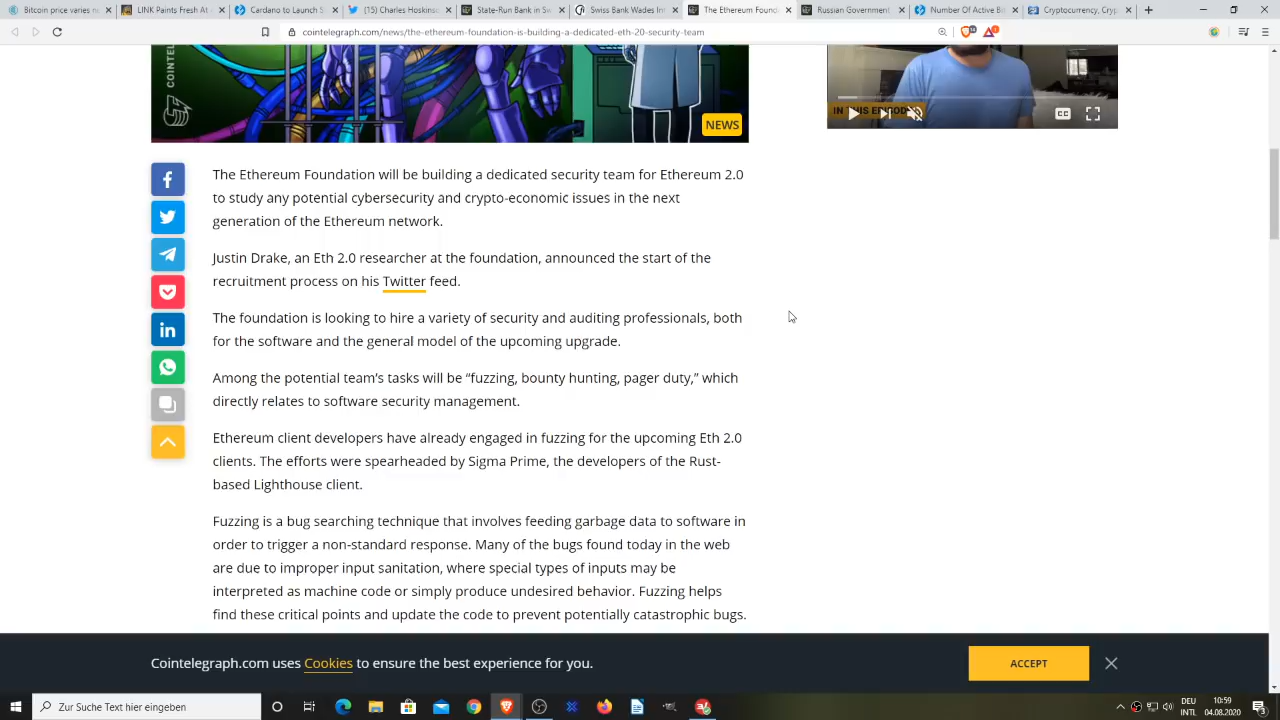 Bitcoin price varies n
LINK Paints Fresh At
Cardano to Launch S
(15) Charles Hoskinso
State-Run Bank in Sw
Swiss Bank Wades Int
The Ethereum Found
Russian Government
Number Of Active Bi
Cryptocurrency, Cryp
cointelegraph.com/news/the-ethereum-foundation-is-building-a-dedicated-eth-20-security-team
COINTEL
NEWS
IN THIS EPISODE
CC
The Ethereum Foundation will be building a dedicated security team for Ethereum 2.0
to study any potential cybersecurity and crypto-economic issues in the next
generation of the Ethereum network.
Justin Drake, an Eth 2.0 researcher at the foundation, announced the start of the
recruitment process on his Twitter feed.
The foundation is looking to hire a variety of security and auditing professionals, both
for the software and the general model of the upcoming upgrade.
Among the potential team's tasks will be “fuzzing, bounty hunting, pager duty,” which
directly relates to software security management.
Ethereum client developers have already engaged in fuzzing for the upcoming Eth 2.0
clients. The efforts were spearheaded by Sigma Prime, the developers of the Rust-
based Lighthouse client.
Fuzzing is a bug searching technique that involves feeding garbage data to software in
order to trigger a non-standard response. Many of the bugs found today in the web
are due to improper input sanitation, where special types of inputs may be
interpreted as machine code or simply produce undesired behavior. Fuzzing helps
find these critical points and update the code to prevent potentially catastrophic bugs.
Cointelegraph.com uses Cookies to ensure the best experience for you.
ACCEPT
Zur Suche Text hier eingeben
DEU
INTL
10:59
04.08.2020